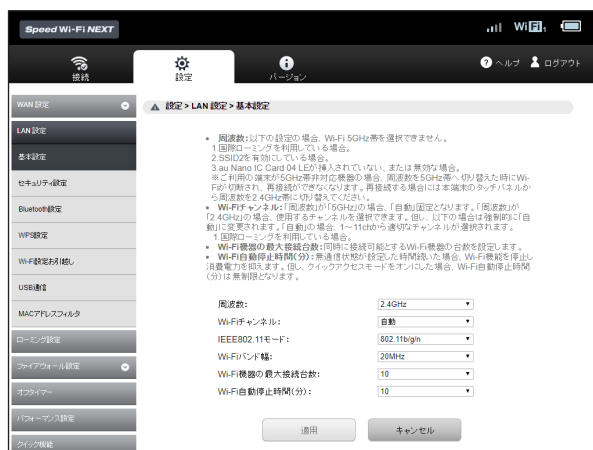 Speed Wi-Fi NEXT
WiFi
接続
設定
バージョン
ヘルプ
ログアウト
WAN 設定
設定 > LAN 設定 > 基本設定
LAN 設定
基本設定
セキュリティ設定
Bluetooth設定
WPS設定
Wi-Fi設定お引越し
USB通信
MACアドレスフィルタ
ローミング設定
ファイアウォール設定
オフタイマー
パフォーマンス設定
クイック機能
• 周波数:以下の設定の場合、Wi-Fi 5GHz帯を選択できません。
1.国際ローミングを利用している場合。
2.SSID2を有効にしている場合。
3.au Nano IC Card 04 LEが挿入されていない、または無効な場合。
※ご利用の端末が5GHz帯非対応機器の場合、周波数を5GHz帯へ切り替えた時にWi-
Fiが切断され、再接続ができなくなります。再接続する場合には本端末のタッチパネルか
ら周波数を2.4GHz帯に切り替えてください。
• Wi-Fiチャンネル:「周波数」が「5GHz」の場合、「自動」固定となります。「周波数」が
「2.4GHz」の場合、使用するチャンネルを選択できます。但し、以下の場合は強制的に「自
動」に変更されます。「自動」の場合、1～11chから適切なチャンネルが選択されます。
1.国際ローミングを利用している場合。
• Wi-Fi機器の最大接続台数:同時に接続可能とするWi-Fi機器の台数を設定します。
• Wi-Fi自動停止時間(分):無通信状態が設定した時間続いた場合、Wi-Fi機能を停止し
消費電力を抑えます。但し、クイックアクセスモードをオンにした場合、Wi-Fi自動停止時間
(分)は無制限となります。
周波数: 2.4GHz
Wi-Fiチャンネル: 自動
IEEE802.11モード: 802.11b/g/n
Wi-Fiバンド幅: 20MHz
Wi-Fi機器の最大接続台数: 10
Wi-Fi自動停止時間(分): 10
適用
キャンセル